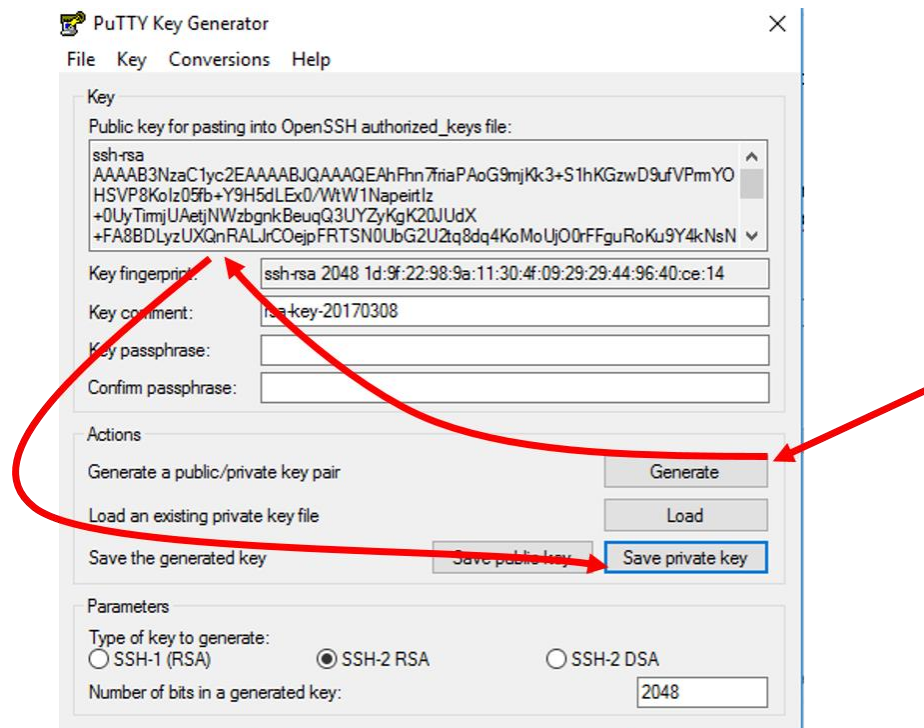 PuTTY Key Generator
File Key Conversions Help
Key
Public key for pasting into OpenSSH authorized_keys file:
ssh-rsa
AAAAB3NzaC1yc2EAAAABJQAAAQEAhFhn7friaPAoG9mjKk3+S1hKGzwD9ufVPmYO
HSVP8KoIz05fb+Y9H5dLEx0/WtW1NapeirtIz
+0UyTirmjUAetjNWzbgnkBeuqQ3UYZyKgK20JUdX
+FA8BDLyzUXQnRALJrCOejpFRTSN0UbG2U2tq8dq4KoMoUjO0rFFguRoKu9Y4kNsN
Key fingerprint: ssh-rsa 2048 1d:9f:22:98:9a:11:30:4f:09:29:29:44:96:40:ce:14
Key comment: rsa-key-20170308
Key passphrase:
Confirm passphrase:
Actions
Generate a public/private key pair Generate
Load an existing private key file Load
Save the generated key Save public key Save private key
Parameters
Type of key to generate:
SSH-1 (RSA) SSH-2 RSA SSH-2 DSA
Number of bits in a generated key: 2048